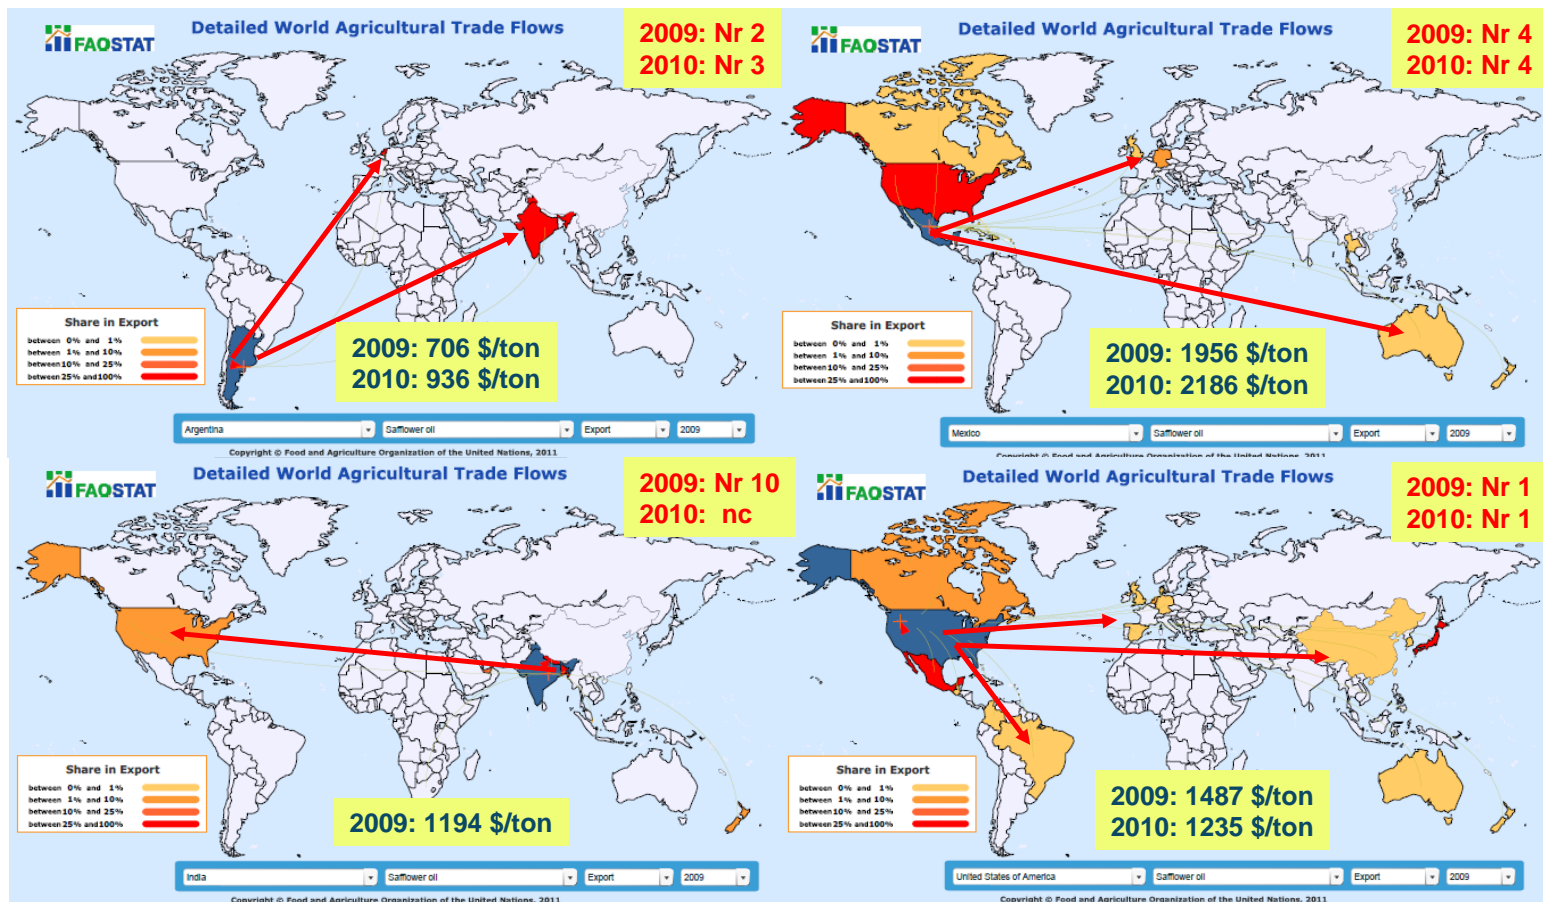 FAOSTAT
Detailed World Agricultural Trade Flows
2009: Nr 2
2010: Nr 3
Share in Export
between 0% and 1%
between 1% and 10%
between 10% and 25%
between 25% and 100%
2009: 706 $/ton
2010: 936 $/ton
Argentina
Safflower oil
Export
2009
Copyright © Food and Agriculture Organization of the United Nations, 2011
FAOSTAT
Detailed World Agricultural Trade Flows
2009: Nr 4
2010: Nr 4
Share in Export
between 0% and 1%
between 1% and 10%
between 10% and 25%
between 25% and 100%
2009: 1956 $/ton
2010: 2186 $/ton
Mexico
Safflower oil
Export
2009
Copyright © Food and Agriculture Organization of the United Nations, 2011
FAOSTAT
Detailed World Agricultural Trade Flows
2009: Nr 10
2010: nc
Share in Export
between 0% and 1%
between 1% and 10%
between 10% and 25%
between 25% and 100%
2009: 1194 $/ton
India
Safflower oil
Export
2009
Copyright © Food and Agriculture Organization of the United Nations, 2011
FAOSTAT
Detailed World Agricultural Trade Flows
2009: Nr 1
2010: Nr 1
Share in Export
between 0% and 1%
between 1% and 10%
between 10% and 25%
between 25% and 100%
2009: 1487 $/ton
2010: 1235 $/ton
United States of America
Safflower oil
Export
2009
Copyright © Food and Agriculture Organization of the United Nations, 2011